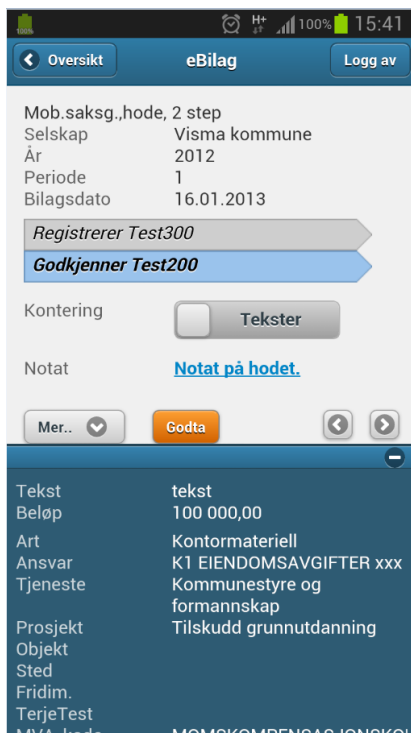 100%
H+ 100% 15:41
Oversikt eBilag Logg av
Mob.saksg.,hode, 2 step
Selskap Visma kommune
År 2012
Periode 1
Bilagsdato 16.01.2013
Registrerer Test300
Godkjenner Test200
Kontering Tekster
Notat Notat på hodet.
Mer.. Godta
Tekst tekst
Beløp 100 000,00
Art Kontormateriell
Ansvar K1 EIENDOMSAVGIFTER xxx
Tjeneste Kommunestyre og
formannskap
Prosjekt Tilskudd grunnutdanning
Objekt
Sted
Fridim.
TerjeTest
MVA-kode